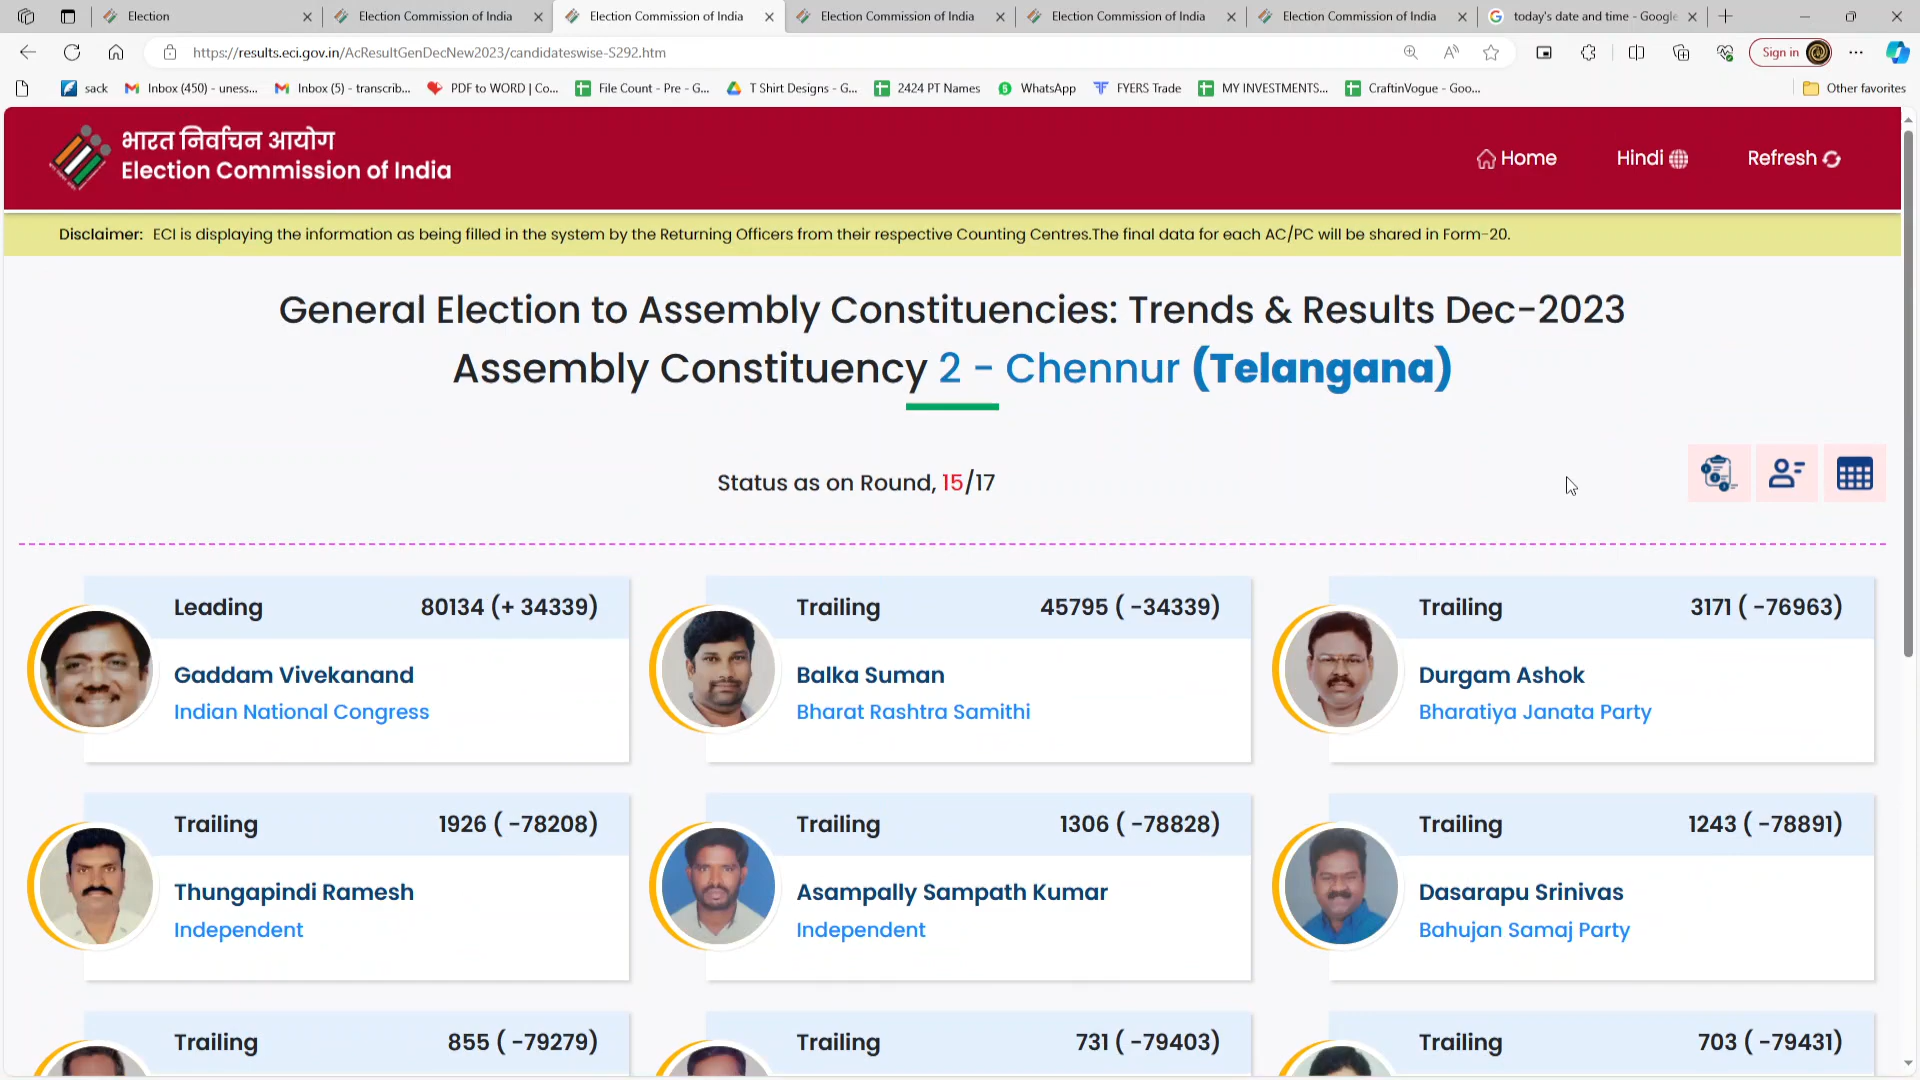 Election
Election Commission of India
Election Commission of India
Election Commission of India
Election Commission of India
Election Commission of India
today's date and time - Google
https://results.eci.gov.in/AcResultGenDecNew2023/candidateswise-S292.htm
Sign in
sack
Inbox (450) - uness...
Inbox (5) - transcrib...
PDF to WORD | Co...
File Count - Pre - G...
T Shirt Designs - G...
2424 PT Names
WhatsApp
FYERS Trade
MY INVESTMENTS...
CraftinVogue - Goo...
Other favorites
भारत निर्वाचन आयोग
Election Commission of India
Home
Hindi
Refresh
Disclaimer: ECI is displaying the information as being filled in the system by the Returning Officers from their respective Counting Centres.The final data for each AC/PC will be shared in Form-20.
General Election to Assembly Constituencies: Trends & Results Dec-2023
Assembly Constituency 2 - Chennur (Telangana)
Status as on Round, 15/17
Leading 80134 (+ 34339)
Gaddam Vivekanand
Indian National Congress
Trailing 45795 ( -34339)
Balka Suman
Bharat Rashtra Samithi
Trailing 3171 ( -76963)
Durgam Ashok
Bharatiya Janata Party
Trailing 1926 ( -78208)
Thungapindi Ramesh
Independent
Trailing 1306 ( -78828)
Asampally Sampath Kumar
Independent
Trailing 1243 ( -78891)
Dasarapu Srinivas
Bahujan Samaj Party
Trailing 855 ( -79279)
Trailing 731 ( -79403)
Trailing 703 ( -79431)